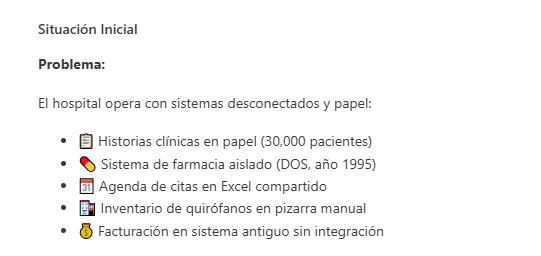 Situación Inicial
Problema:
El hospital opera con sistemas desconectados y papel:
• 📋 Historias clínicas en papel (30,000 pacientes)
• 💊 Sistema de farmacia aislado (DOS, año 1995)
• 📅 Agenda de citas en Excel compartido
• 🏥 Inventario de quirófanos en pizarra manual
• 💰 Facturación en sistema antiguo sin integración